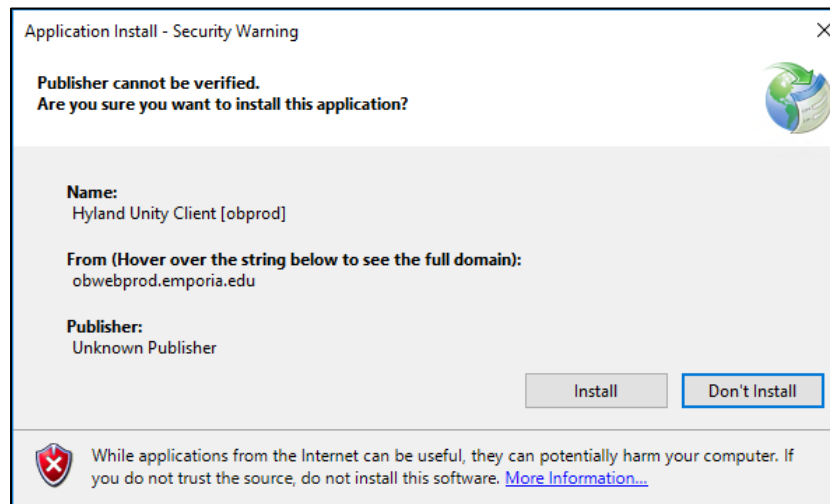 Application Install - Security Warning
Publisher cannot be verified.
Are you sure you want to install this application?
Name:
Hyland Unity Client [obprod]
From (Hover over the string below to see the full domain):
obwebprod.emporia.edu
Publisher:
Unknown Publisher
Install
Don't Install
While applications from the Internet can be useful, they can potentially harm your computer. If
you do not trust the source, do not install this software. More Information...